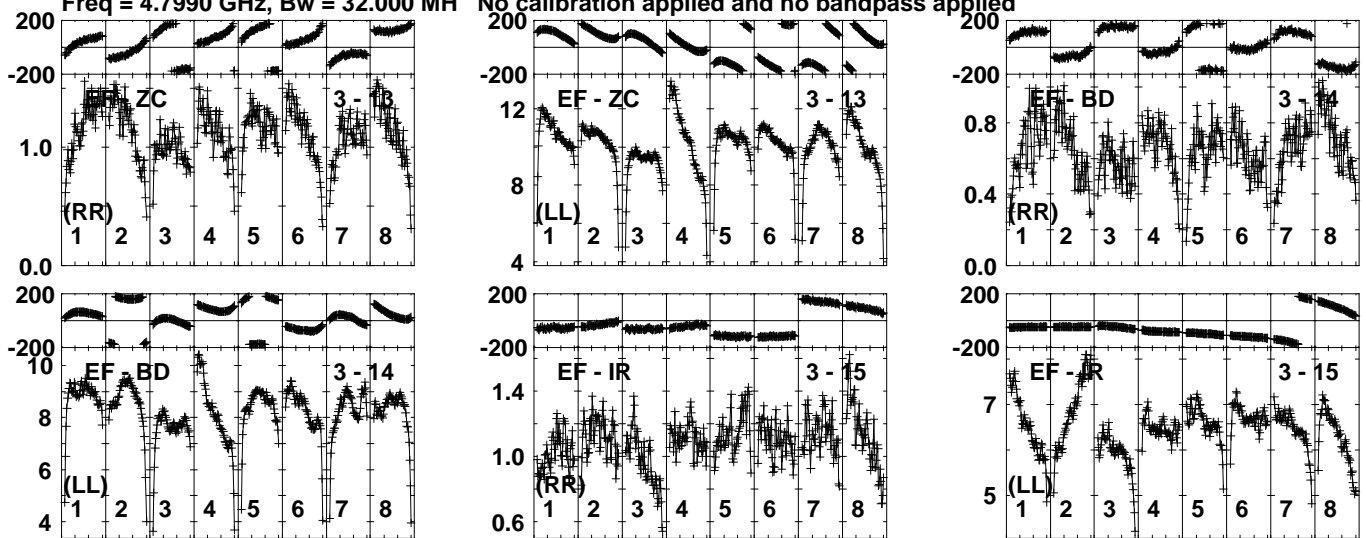 Freq = 4.7990 GHz, Bw = 32.000 MH No calibration applied and no bandpass applied
200
-200
EF - ZC 3 - 13
1.0
(RR)
1 2 3 4 5 6 7 8
0.0
EF - ZC 3 - 13
12
8
(LL)
1 2 3 4 5 6 7 8
4
200
-200
200
-200
EF - BD 3 - 14
0.8
0.4
(RR)
1 2 3 4 5 6 7 8
0.0
200
-200
10
EF - BD 3 - 14
8
6
(LL)
1 2 3 4 5 6 7 8
4
200
-200
EF - IR 3 - 15
1.4
1.0
(RR)
1 2 3 4 5 6 7 8
0.6
200
-200
EF - IR 3 - 15
7
5
(LL)
1 2 3 4 5 6 7 8